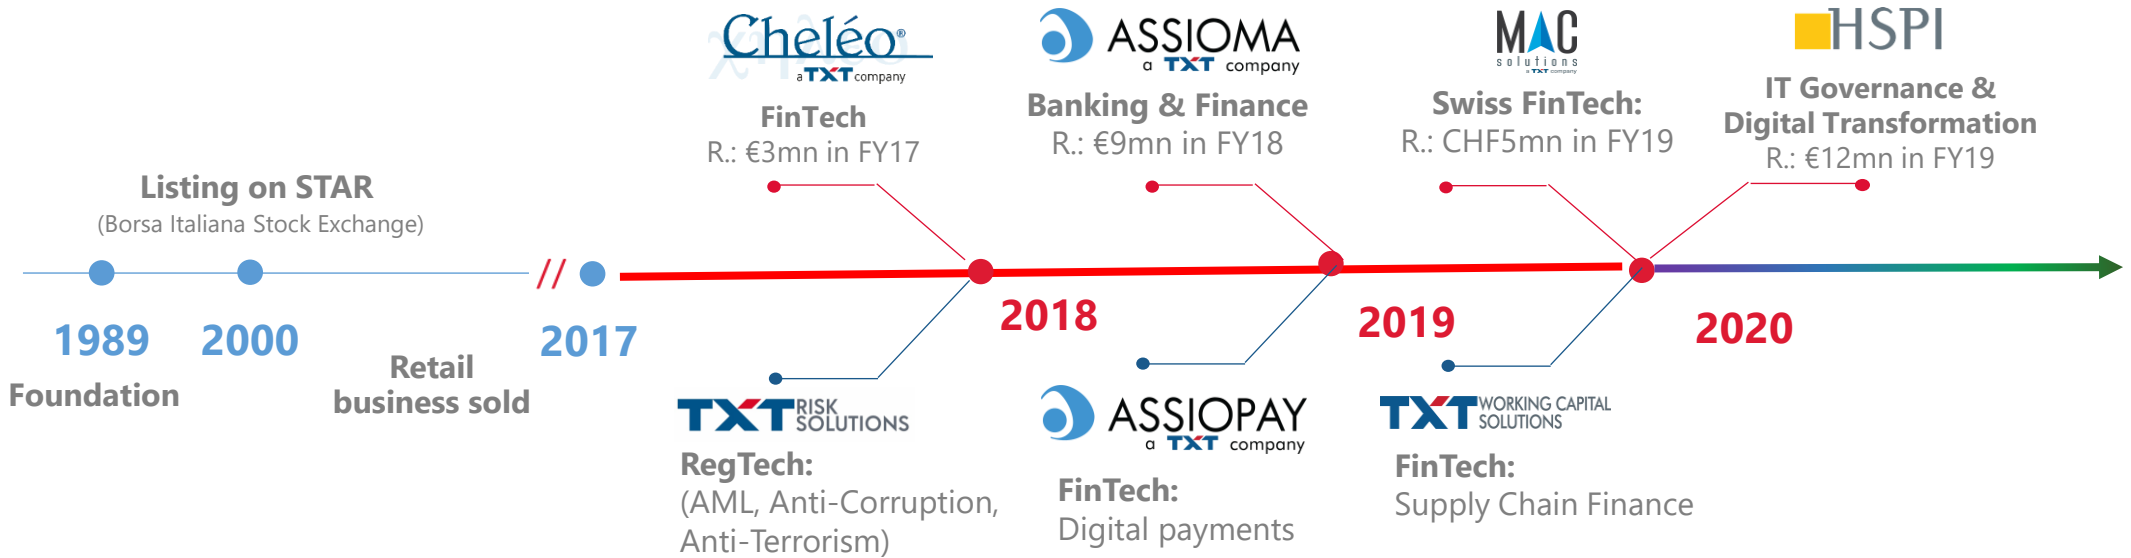 Cheléo®
a TXT company
FinTech
R.: €3mn in FY17
ASSIOMA
a TXT company
Banking & Finance
R.: €9mn in FY18
MAC
solutions
a TXT company
Swiss FinTech:
R.: CHF5mn in FY19
HSPI
IT Governance &
Digital Transformation
R.: €12mn in FY19
Listing on STAR
(Borsa Italiana Stock Exchange)
//
1989
Foundation
2000
Retail
business sold
2017
2018
2019
2020
TXT RISK
SOLUTIONS
RegTech:
(AML, Anti-Corruption,
Anti-Terrorism)
ASSIOPAY
a TXT company
FinTech:
Digital payments
TXT WORKING CAPITAL
SOLUTIONS
FinTech:
Supply Chain Finance